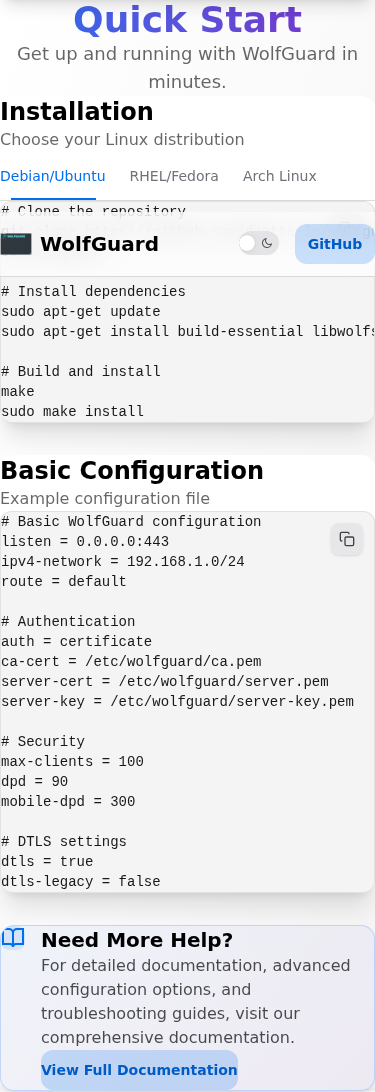 Quick Start
Get up and running with WolfGuard in
minutes.
Installation
Choose your Linux distribution
Debian/Ubuntu RHEL/Fedora Arch Linux
# Clone the repository
WolfGuard GitHub
# Install dependencies
sudo apt-get update
sudo apt-get install build-essential libwolfs
# Build and install
make
sudo make install
Basic Configuration
Example configuration file
# Basic WolfGuard configuration
listen = 0.0.0.0:443
ipv4-network = 192.168.1.0/24
route = default
# Authentication
auth = certificate
ca-cert = /etc/wolfguard/ca.pem
server-cert = /etc/wolfguard/server.pem
server-key = /etc/wolfguard/server-key.pem
# Security
max-clients = 100
dpd = 90
mobile-dpd = 300
# DTLS settings
dtls = true
dtls-legacy = false
Need More Help?
For detailed documentation, advanced
configuration options, and
troubleshooting guides, visit our
comprehensive documentation.
View Full Documentation